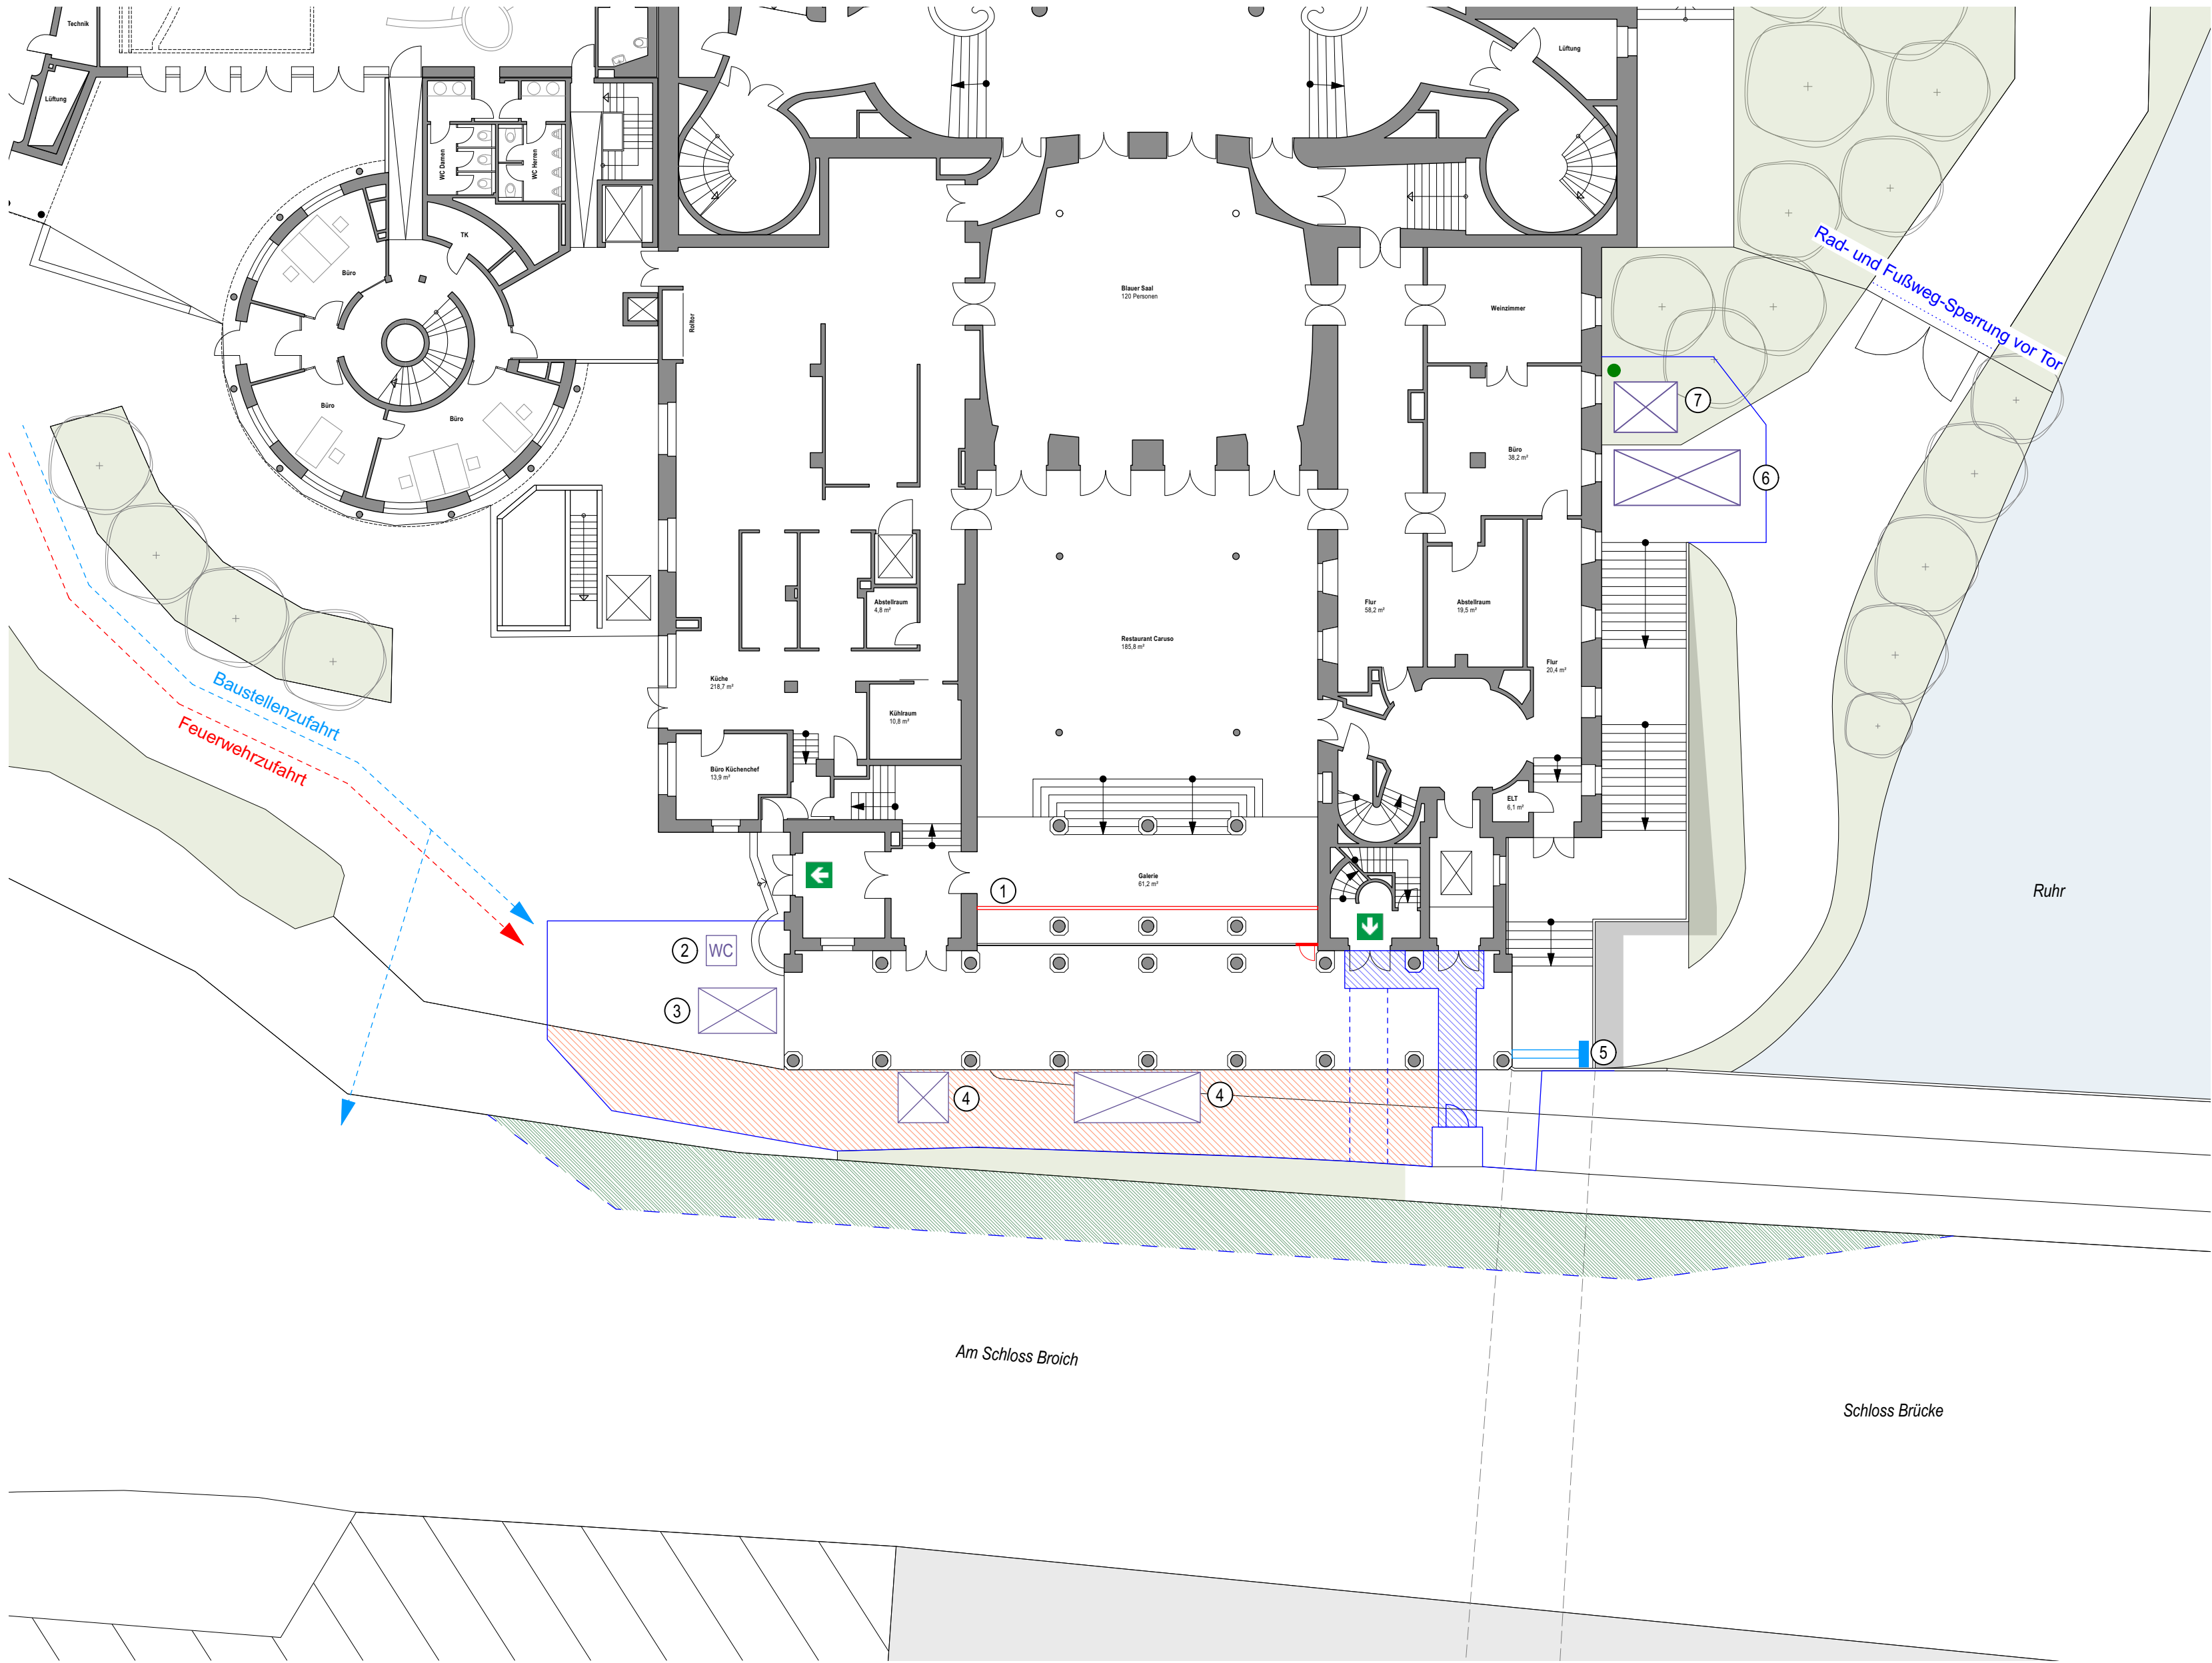 Technik
Lüftung
Lüftung
WC Damen
WC Herren
TK
Büro
Büro
Büro
Rolltor
Blauer Saal
120 Personen
Weinzimmer
Rad- und Fußweg-Sperrung vor Tor
7
6
Büro
38,2 m²
Abstellraum
4,8 m²
Flur
58,2 m²
Abstellraum
19,5 m²
Restaurant Caruso
185,8 m²
Flur
20,4 m²
Küche
218,7 m²
Kühlraum
10,8 m²
Baustellenzufahrt
Feuerwehrzufahrt
Büro Küchenchef
13,9 m²
ELT
6,1 m²
Galerie
61,2 m²
1
Ruhr
2
WC
3
4
4
5
Am Schloss Broich
Schloss Brücke